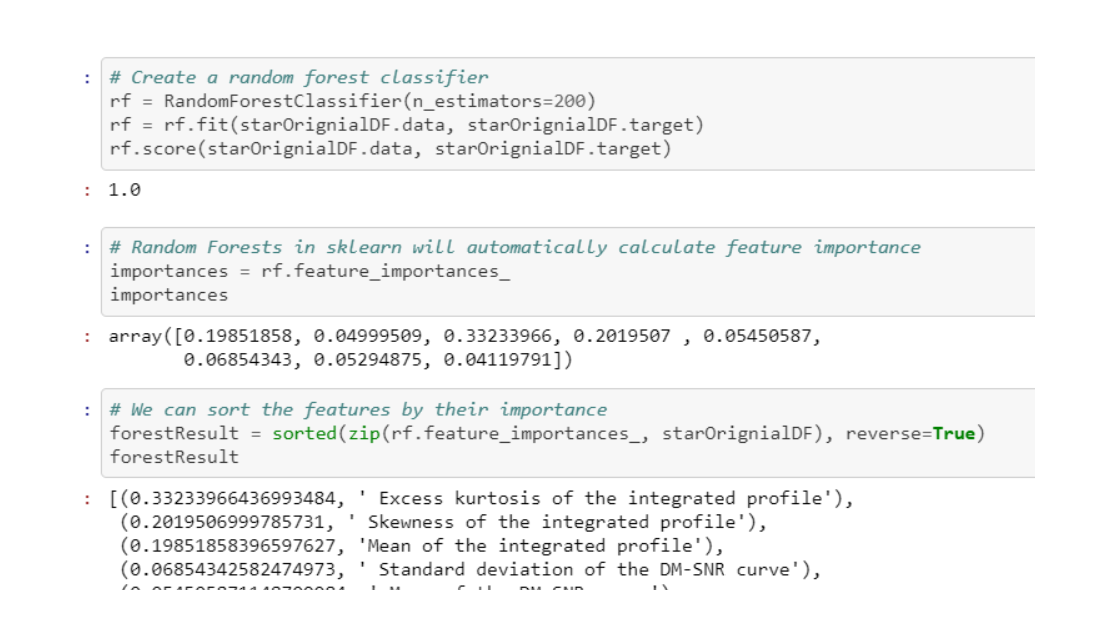 : # Create a random forest classifier
rf = RandomForestClassifier(n_estimators=200)
rf = rf.fit(starOrignialDF.data, starOrignialDF.target)
rf.score(starOrignialDF.data, starOrignialDF.target)
: 1.0
: # Random Forests in sklearn will automatically calculate feature importance
importances = rf.feature_importances_
importances
: array([0.19851858, 0.04999509, 0.33233966, 0.2019507 , 0.05450587,
0.06854343, 0.05294875, 0.04119791])
: # We can sort the features by their importance
forestResult = sorted(zip(rf.feature_importances_, starOrignialDF), reverse=True)
forestResult
: [(0.33233966436993484, ' Excess kurtosis of the integrated profile'),
(0.2019506999785731, ' Skewness of the integrated profile'),
(0.19851858396597627, 'Mean of the integrated profile'),
(0.06854342582474973, ' Standard deviation of the DM-SNR curve'),